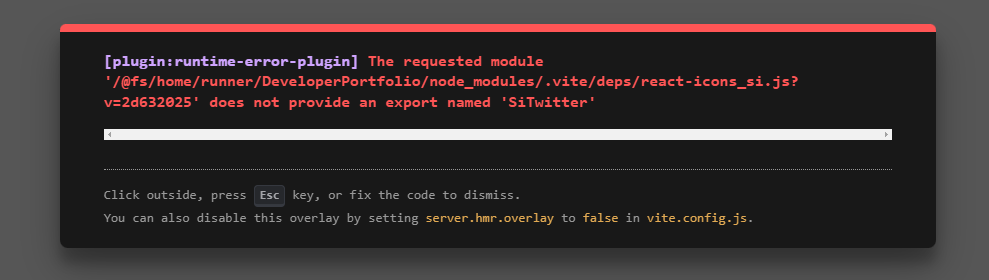 [plugin:runtime-error-plugin] The requested module
'/@fs/home/runner/DeveloperPortfolio/node_modules/.vite/deps/react-icons_si.js?
v=2d632025' does not provide an export named 'SiTwitter'
Click outside, press Esc key, or fix the code to dismiss.
You can also disable this overlay by setting server.hmr.overlay to false in vite.config.js.